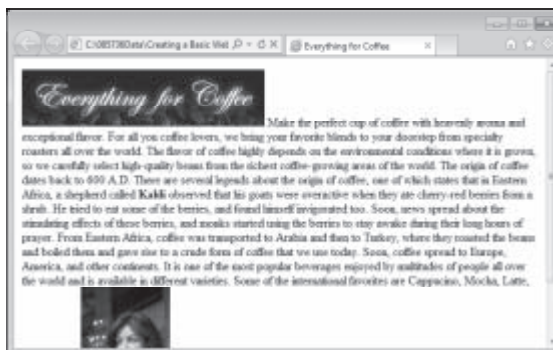 C:\085736Data\Creating a Basic Wel
Everything for Coffee
Everything for Coffee
Make the perfect cup of coffee with heavenly aroma and
exceptional flavor. For all you coffee lovers, we bring your favorite blends to your doorstep from specialty
roasters all over the world. The flavor of coffee highly depends on the environmental conditions where it is grown,
so we carefully select high-quality beans from the richest coffee-growing areas of the world. The origin of coffee
dates back to 600 A.D. There are several legends about the origin of coffee, one of which states that in Eastern
Africa, a shepherd called Kaldi observed that his goats were overactive when they ate cherry-red berries from a
shrub. He tried to eat some of the berries, and found himself invigorated too. Soon, news spread about the
stimulating effects of these berries, and monks started using the berries to stay awake during their long hours of
prayer. From Eastern Africa, coffee was transported to Arabia and then to Turkey, where they roasted the beans
and boiled them and gave rise to a crude form of coffee that we use today. Soon, coffee spread to Europe,
America, and other continents. It is one of the most popular beverages enjoyed by multitudes of people all over
the world and is available in different varieties. Some of the international favorites are Cappucino, Mocha, Latte,